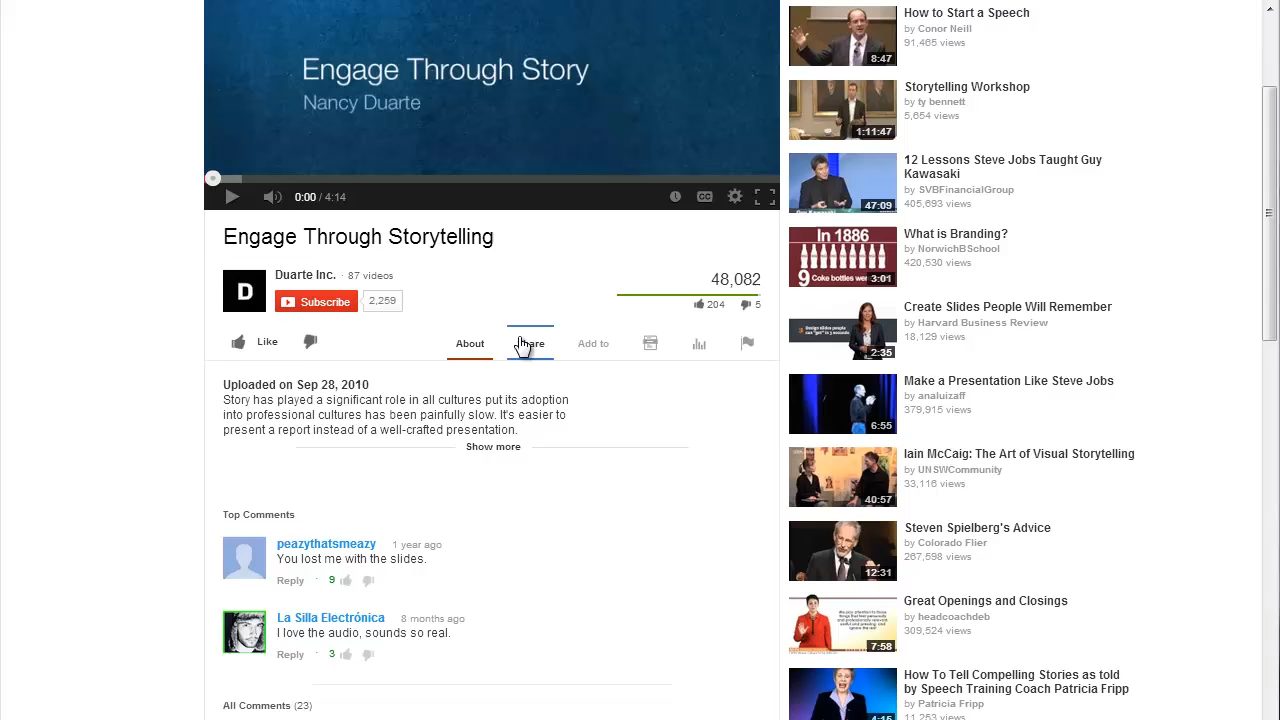 Engage Through Story
Nancy Duarte
0:00 / 4:14
CC
Engage Through Storytelling
D
Duarte Inc. · 87 videos
Subscribe 2,259
48,082
204 5
Like
About
Add to
Uploaded on Sep 28, 2010
Story has played a significant role in all cultures put its adoption
into professional cultures has been painfully slow. It's easier to
present a report instead of a well-crafted presentation.
Show more
Top Comments
peazythatsmeazy 1 year ago
You lost me with the slides.
Reply · 9
La Silla Electrónica 8 months ago
I love the audio, sound
Reply · 3
All Comments (23)
8:47
How to Start a Speech
by Conor Neill
91,465 views
1:11:47
Storytelling Workshop
by ty bennett
5,654 views
47:09
12 Lessons Steve Jobs Taught Guy
Kawasaki
by SVBFinancialGroup
405,693 views
In 1886
9 Coke bottles
3:01
What is Branding?
by NorwichBSchool
420,530 views
2:35
Create Slides People Will Remember
by Harvard Business Review
18,129 views
6:55
Make a Presentation Like Steve Jobs
by analuizaff
379,915 views
40:57
Iain McCaig: The Art of Visual Storytelling
by UNSWCommunity
33,116 views
12:31
Steven Spielberg's Advice
by Colorado Flier
267,598 views
7:58
Great Openings and Closings
by headcoachdeb
309,524 views
4:15
How To Tell Compelling Stories as told
by Speech Training Coach Patricia Fripp
by Patricia Fripp
11,253 views